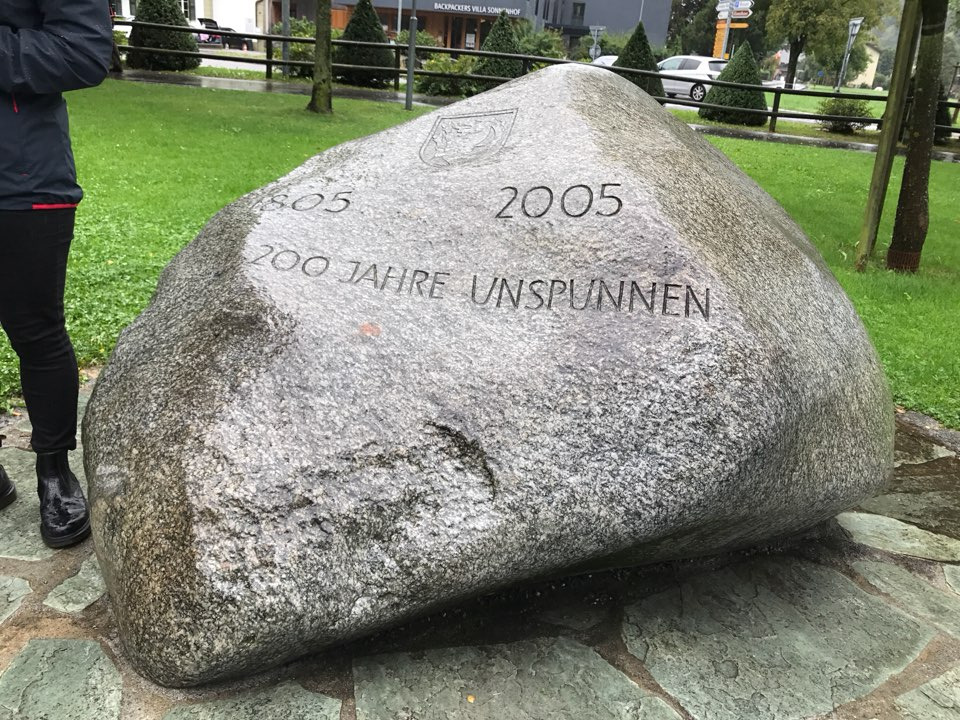 BACKPACKERS VILLA SONNENHOF
1805 2005
200 JAHRE UNSPUNNEN